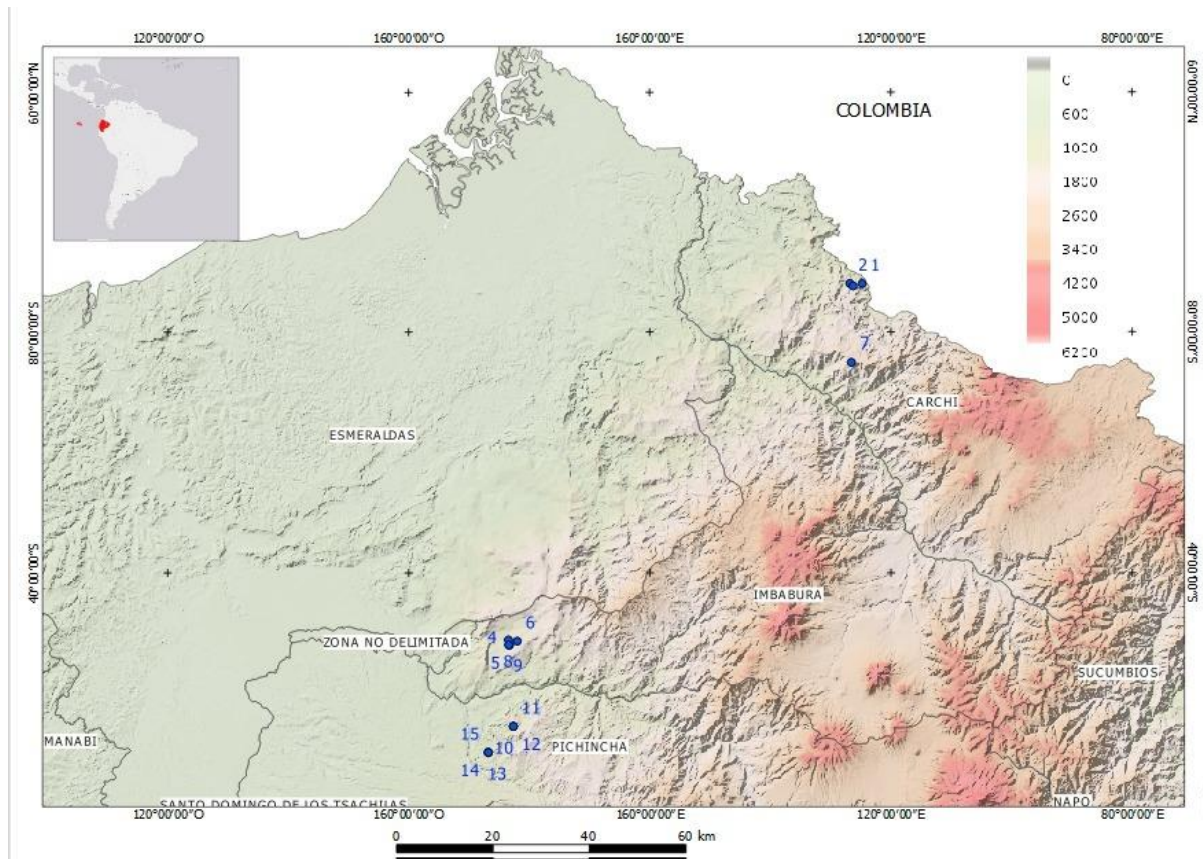 120°00'00"O 160°00'00"O 160°00'00"E 120°00'00"E 80°00'00"E
60°00'00"N
60°00'00"N
COLOMBIA
0
600
1000
1800
2600
3400
4200
5000
6200
2 1
7
80°00'00"S
80°00'00"S
CARCHI
ESMERALDAS
40°00'00"S
40°00'00"S
IMBABURA
ZONA NO DELIMITADA
4 6
5 8 9
SUCUMBIOS
11
15 10 12
14 13
PICHINCHA
MANABI
NAPO
SANTO DOMINGO DE LOS TSACHILAS
120°00'00"O 160°00'00"O 160°00'00"E 120°00'00"E 80°00'00"E
0 20 40 60 km